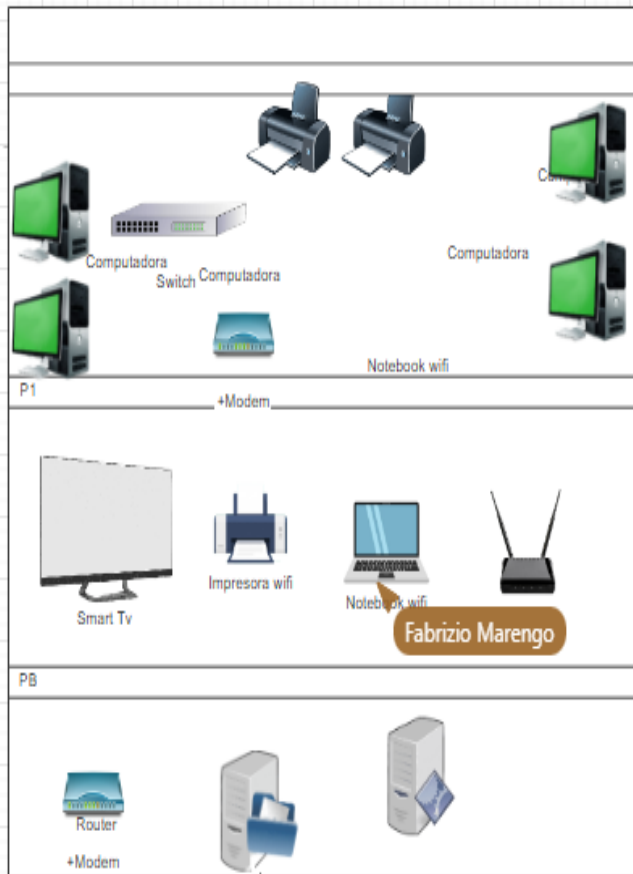 Computadora
Switch
Computadora
Computadora
Notebook wifi
P1
+Modem
Smart Tv
Impresora wifi
Notebook wifi
Fabrizio Marengo
PB
Router
+Modem